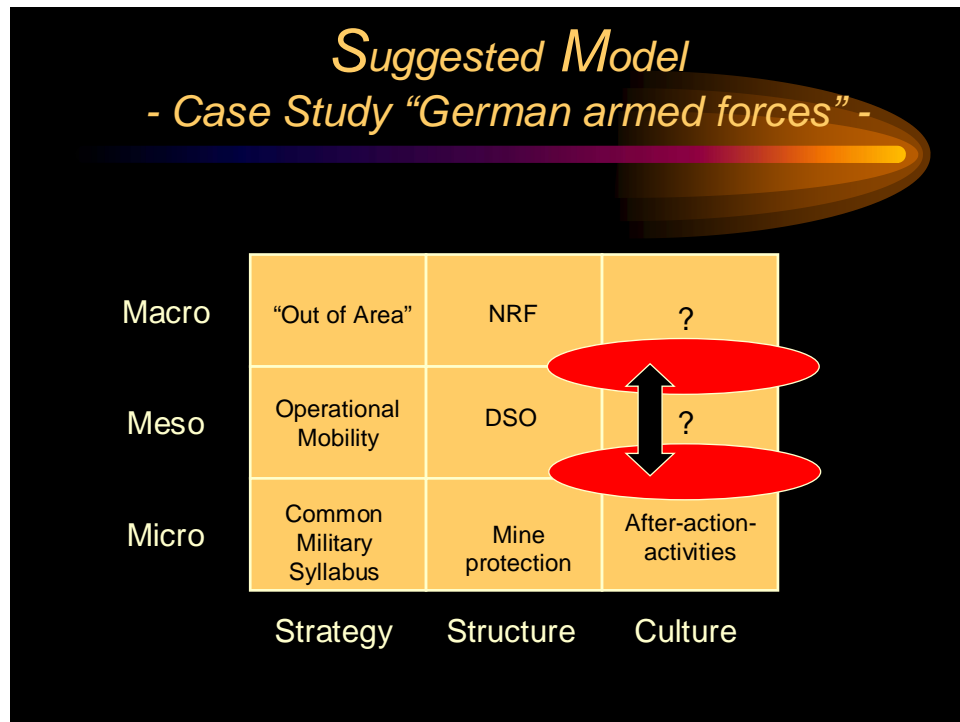 Suggested Model
- Case Study “German armed forces” -
Macro
“Out of Area”
NRF
?
Meso
Operational
Mobility
DSO
?
Micro
Common
Military
Syllabus
Mine
protection
After-action-
activities
Strategy
Structure
Culture